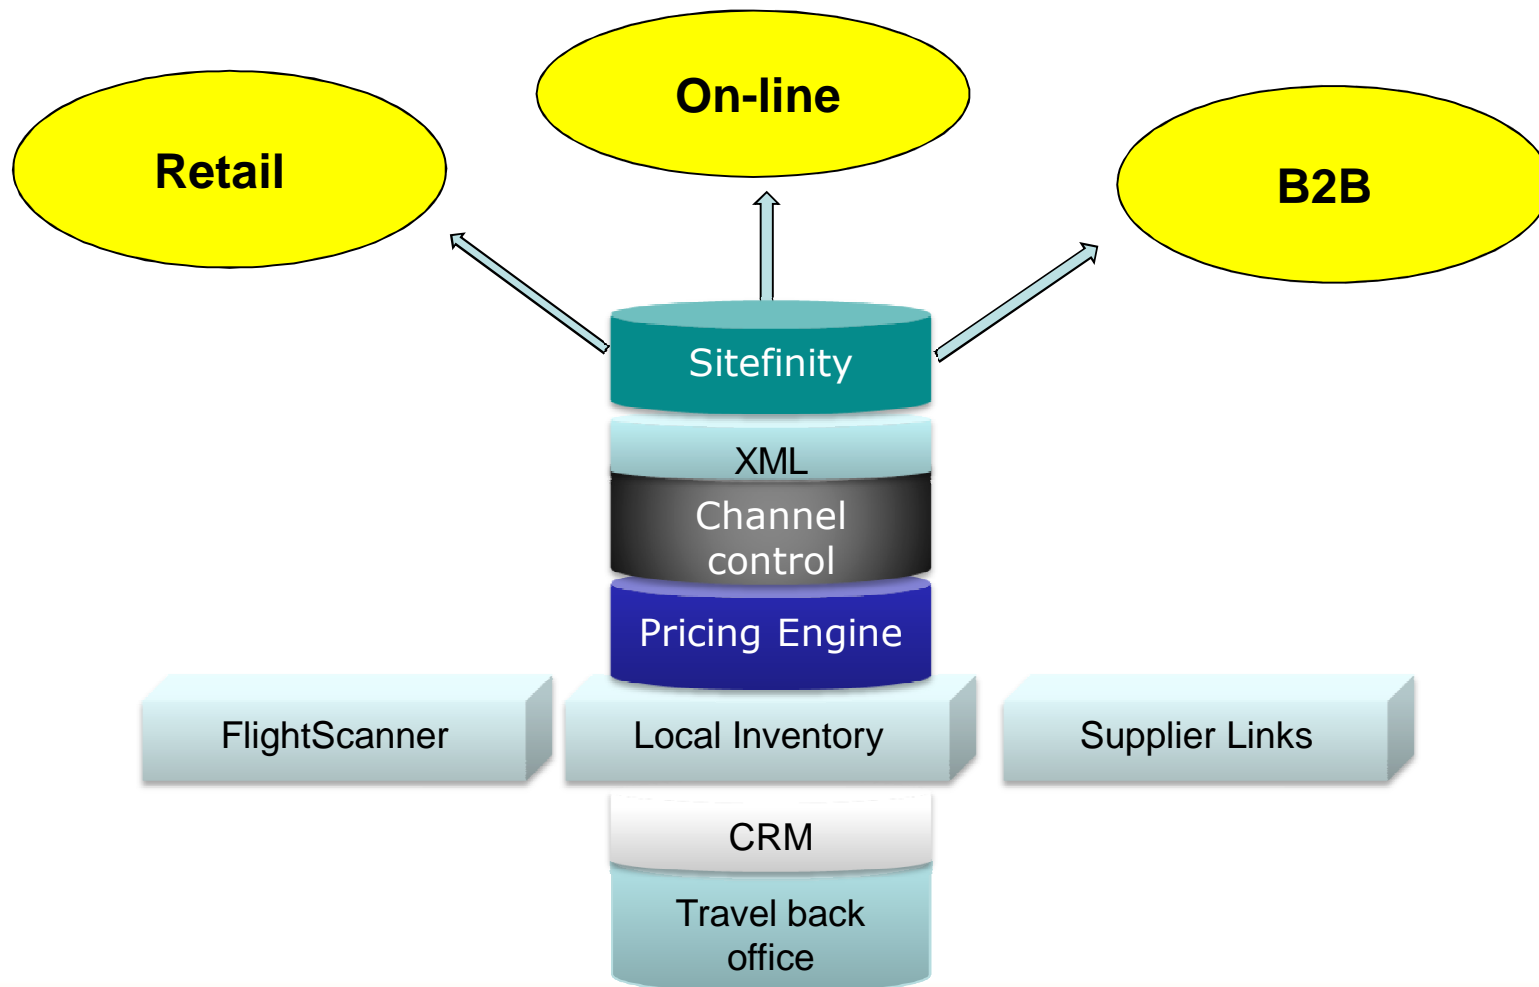 On-line
Retail
B2B
Sitefinity
XML
Channel
control
Pricing Engine
FlightScanner
Local Inventory
Supplier Links
CRM
Travel back
office